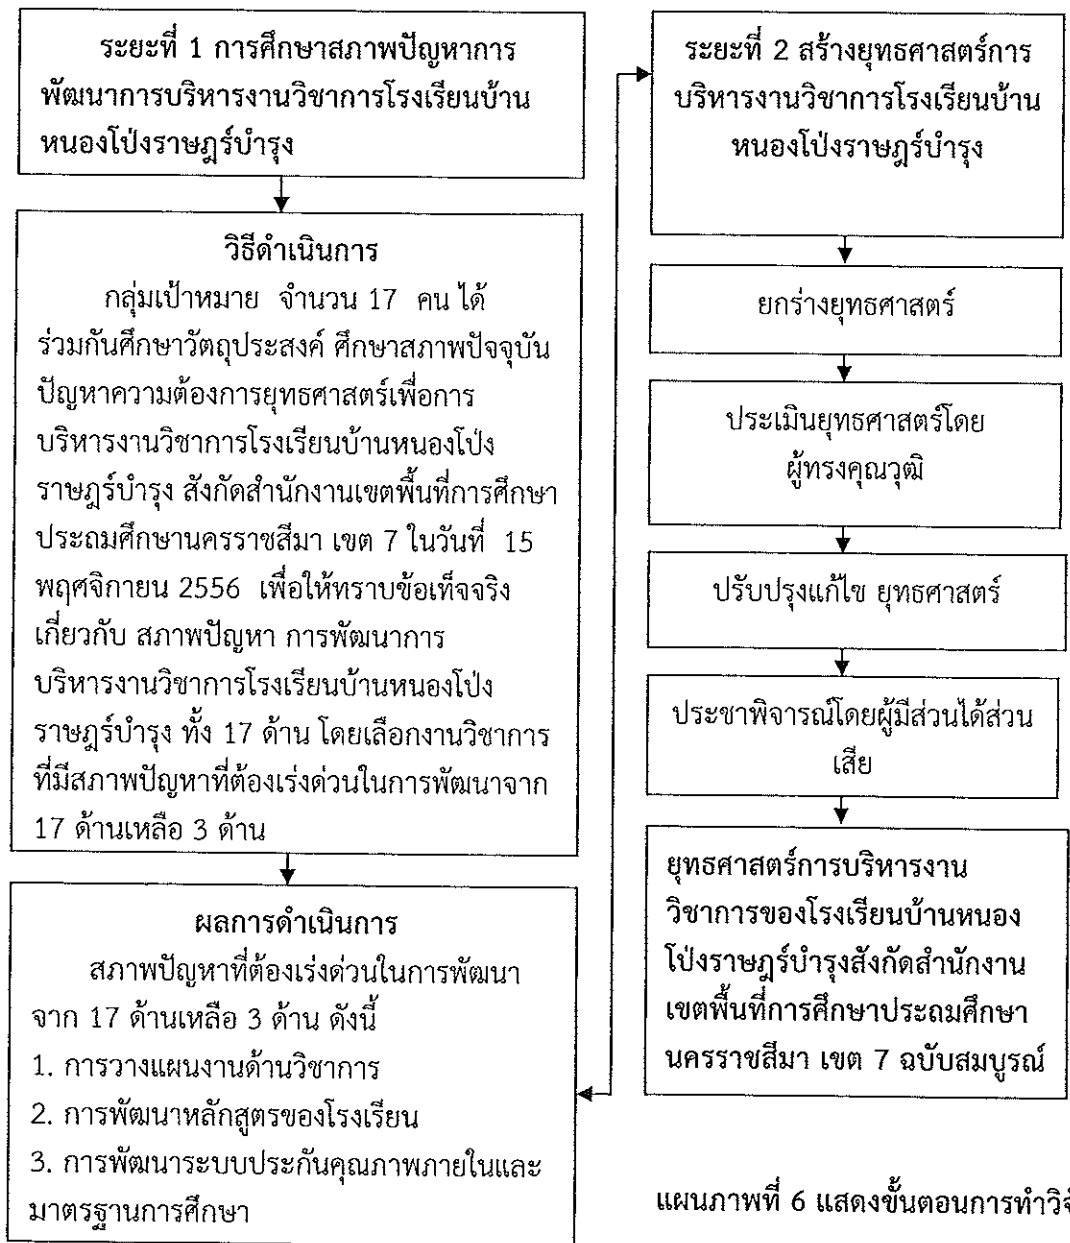 ระยะที่ 1 การศึกษาสภาพปัญหาการ
พัฒนาการบริหารงานวิชาการโรงเรียนบ้าน
หนองโป่งราษฎร์บำรุง
วิธีดำเนินการ
กลุ่มเป้าหมาย จำนวน 17 คน ได้
ร่วมกันศึกษาวัตถุประสงค์ ศึกษาสภาพปัจจุบัน
ปัญหาความต้องการยุทธศาสตร์เพื่อการ
บริหารงานวิชาการโรงเรียนบ้านหนองโป่ง
ราษฎร์บำรุง สังกัดสำนักงานเขตพื้นที่การศึกษา
ประถมศึกษานครราชสีมา เขต 7 ในวันที่ 15
พฤศจิกายน 2556 เพื่อให้ทราบข้อเท็จจริง
เกี่ยวกับ สภาพปัญหา การพัฒนาการ
บริหารงานวิชาการโรงเรียนบ้านหนองโป่ง
ราษฎร์บำรุง ทั้ง 17 ด้าน โดยเลือกงานวิชาการ
ที่มีสภาพปัญหาที่ต้องเร่งด่วนในการพัฒนาจาก
17 ด้านเหลือ 3 ด้าน
ผลการดำเนินการ
สภาพปัญหาที่ต้องเร่งด่วนในการพัฒนา
จาก 17 ด้านเหลือ 3 ด้าน ดังนี้
1. การวางแผนงานด้านวิชาการ
2. การพัฒนาหลักสูตรของโรงเรียน
3. การพัฒนาระบบประกันคุณภาพภายในและ
มาตรฐานการศึกษา
ระยะที่ 2 สร้างยุทธศาสตร์การ
บริหารงานวิชาการโรงเรียนบ้าน
หนองโป่งราษฎร์บำรุง
ยกร่างยุทธศาสตร์
ประเมินยุทธศาสตร์โดย
ผู้ทรงคุณวุฒิ
ปรับปรุงแก้ไข ยุทธศาสตร์
ประชาพิจารณ์โดยผู้มีส่วนได้ส่วน
เสีย
ยุทธศาสตร์การบริหารงาน
วิชาการของโรงเรียนบ้านหนอง
โป่งราษฎร์บำรุงสังกัดสำนักงาน
เขตพื้นที่การศึกษาประถมศึกษา
นครราชสีมา เขต 7 ฉบับสมบูรณ์
แผนภาพที่ 6 แสดงขั้นตอนการทำ